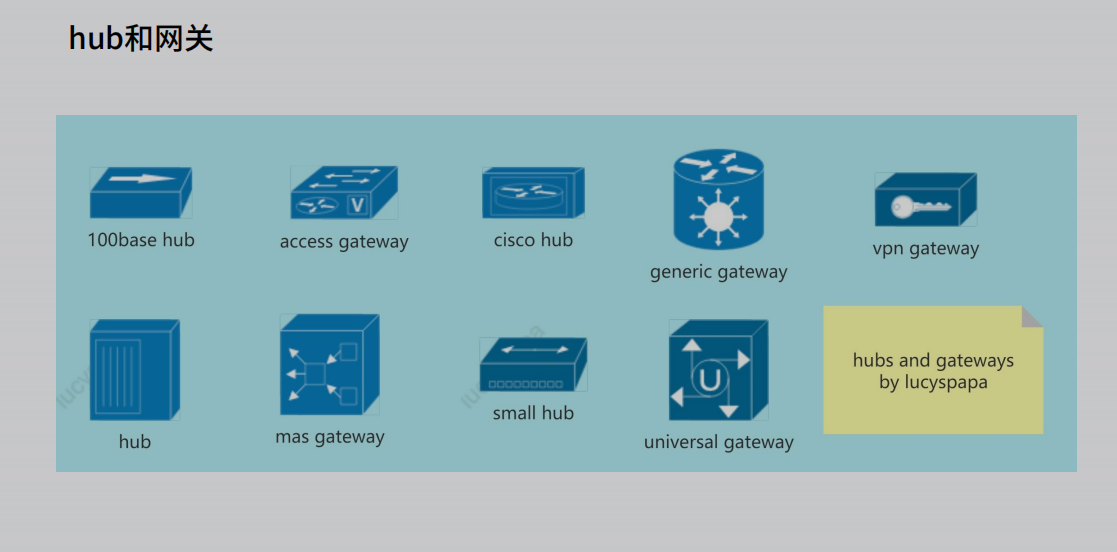 hub和网关
100base hub
access gateway
cisco hub
generic gateway
vpn gateway
V
hub
mas gateway
small hub
universal gateway
U
hubs and gateways
by lucyspapa